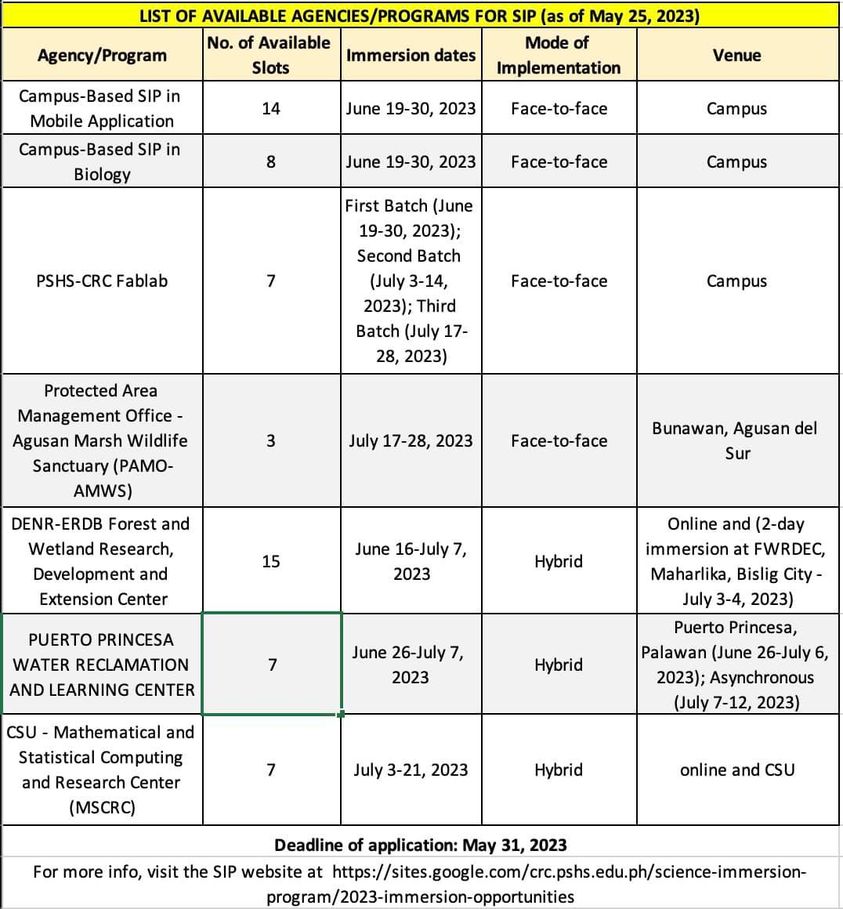 LIST OF AVAILABLE AGENCIES/PROGRAMS FOR SIP (as of May 25, 2023)
Agency/Program
No. of Available
Slots
Immersion dates
Mode of
Implementation
Venue
Campus-Based SIP in
Mobile Application
14
June 19-30, 2023
Face-to-face
Campus
Campus-Based SIP in
Biology
8
June 19-30, 2023
Face-to-face
Campus
PSHS-CRC Fablab
7
First Batch (June
19-30, 2023);
Second Batch
(July 3-14,
2023); Third
Batch (July 17-
28, 2023)
Face-to-face
Campus
Protected Area
Management Office -
Agusan Marsh Wildlife
Sanctuary (PAMO-
AMWS)
3
July 17-28, 2023
Face-to-face
Bunawan, Agusan del
Sur
DENR-ERDB Forest and
Wetland Research,
Development and
Extension Center
15
June 16-July 7,
2023
Hybrid
Online and (2-day
immersion at FWRDEC,
Maharlika, Bislig City -
July 3-4, 2023)
PUERTO PRINCESA
WATER RECLAMATION
AND LEARNING CENTER
7
June 26-July 7,
2023
Hybrid
Puerto Princesa,
Palawan (June 26-July 6,
2023); Asynchronous
(July 7-12, 2023)
CSU - Mathematical and
Statistical Computing
and Research Center
(MSCRC)
7
July 3-21, 2023
Hybrid
online and CSU
Deadline of application: May 31, 2023
For more info, visit the SIP website at https://sites.google.com/crc.pshs.edu.ph/science-immersion-
program/2023-immersion-opportunities